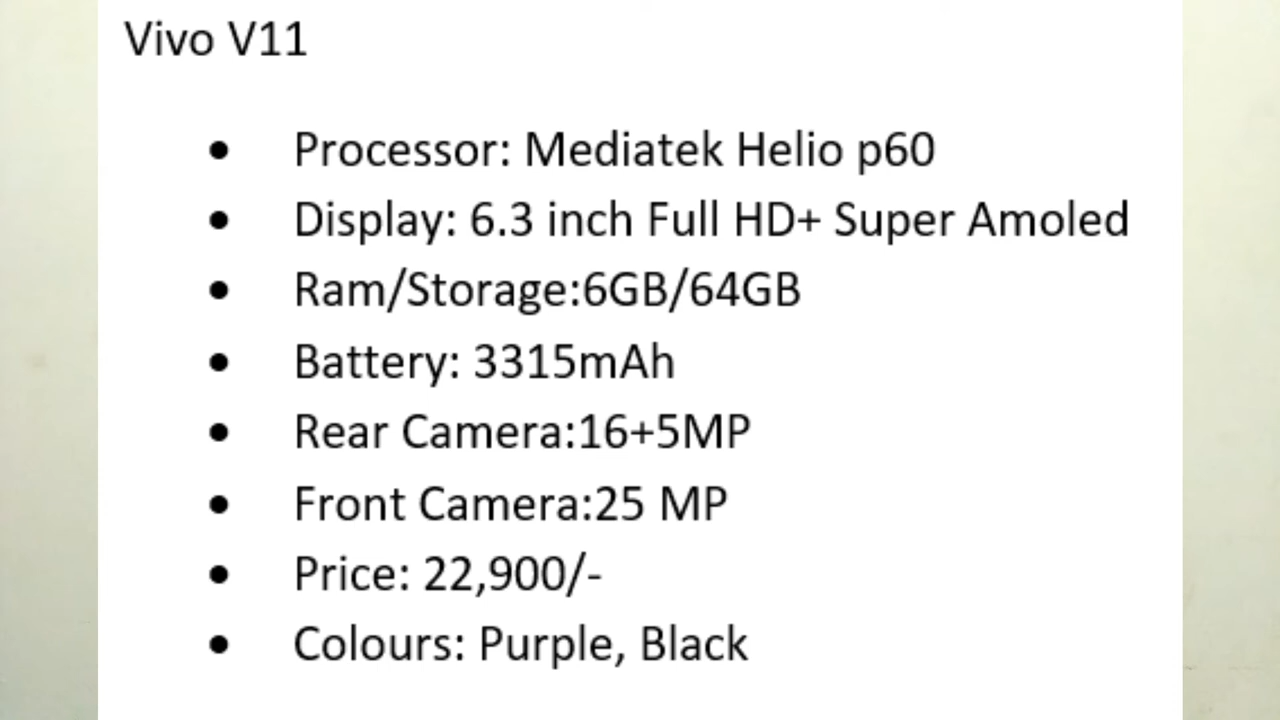 Vivo V11
• Processor: Mediatek Helio p60
• Display: 6.3 inch Full HD+ Super Amoled
• Ram/Storage:6GB/64GB
• Battery: 3315mAh
• Rear Camera:16+5MP
• Front Camera:25 MP
• Price: 22,900/-
• Colours: Purple, Black